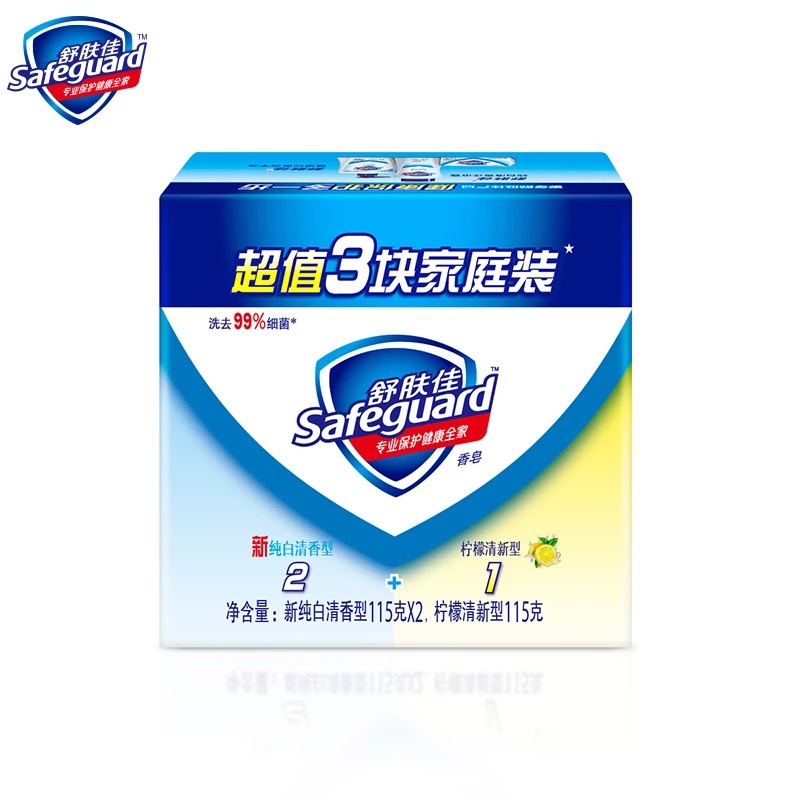 舒肤佳
Safeguard™
专业保护健康全家
超值3块家庭装★
洗去99%细菌*
舒肤佳
Safeguard™
专业保护健康全家
香皂
新纯白清香型
柠檬清新型
2 + 1
净含量：新纯白清香型115克X2，柠檬清新型115克